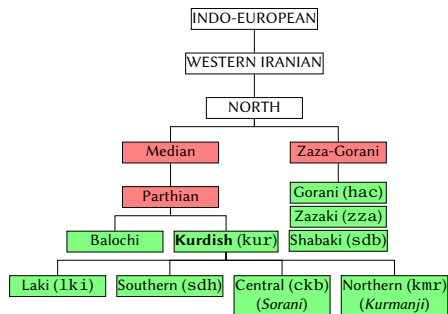 INDO-EUROPEAN
WESTERN IRANIAN
NORTH
Median
Zaza-Gorani
Parthian
Gorani (hac)
Zazaki (zza)
Balochi
Kurdish (kur)
Shabaki (sdb)
Laki (lki)
Southern (sdh)
Central (ckb)
(Sorani)
Northern (kmr)
(Kurmanji)